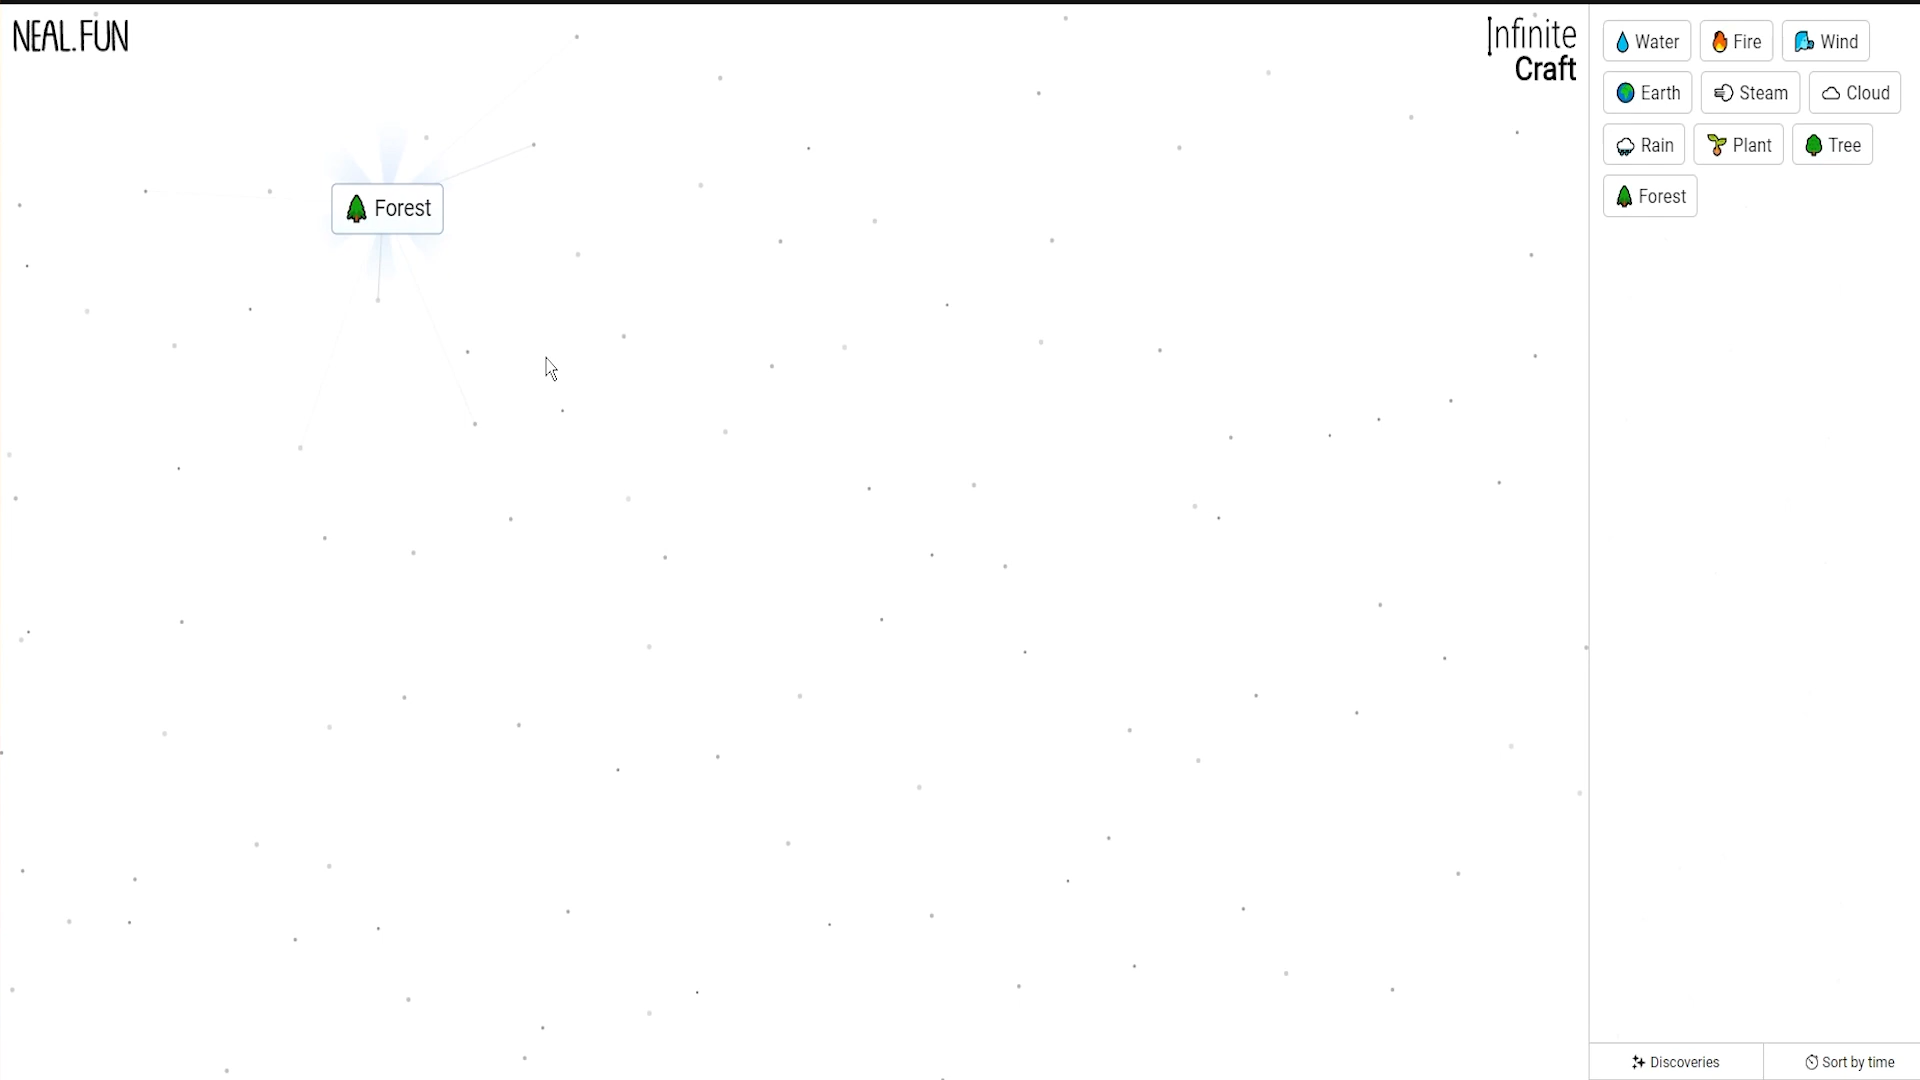 NEAL.FUN
Infinite
Craft
Forest
Water Fire Wind
Earth Steam Cloud
Rain Plant Tree
Forest
Discoveries Sort by time